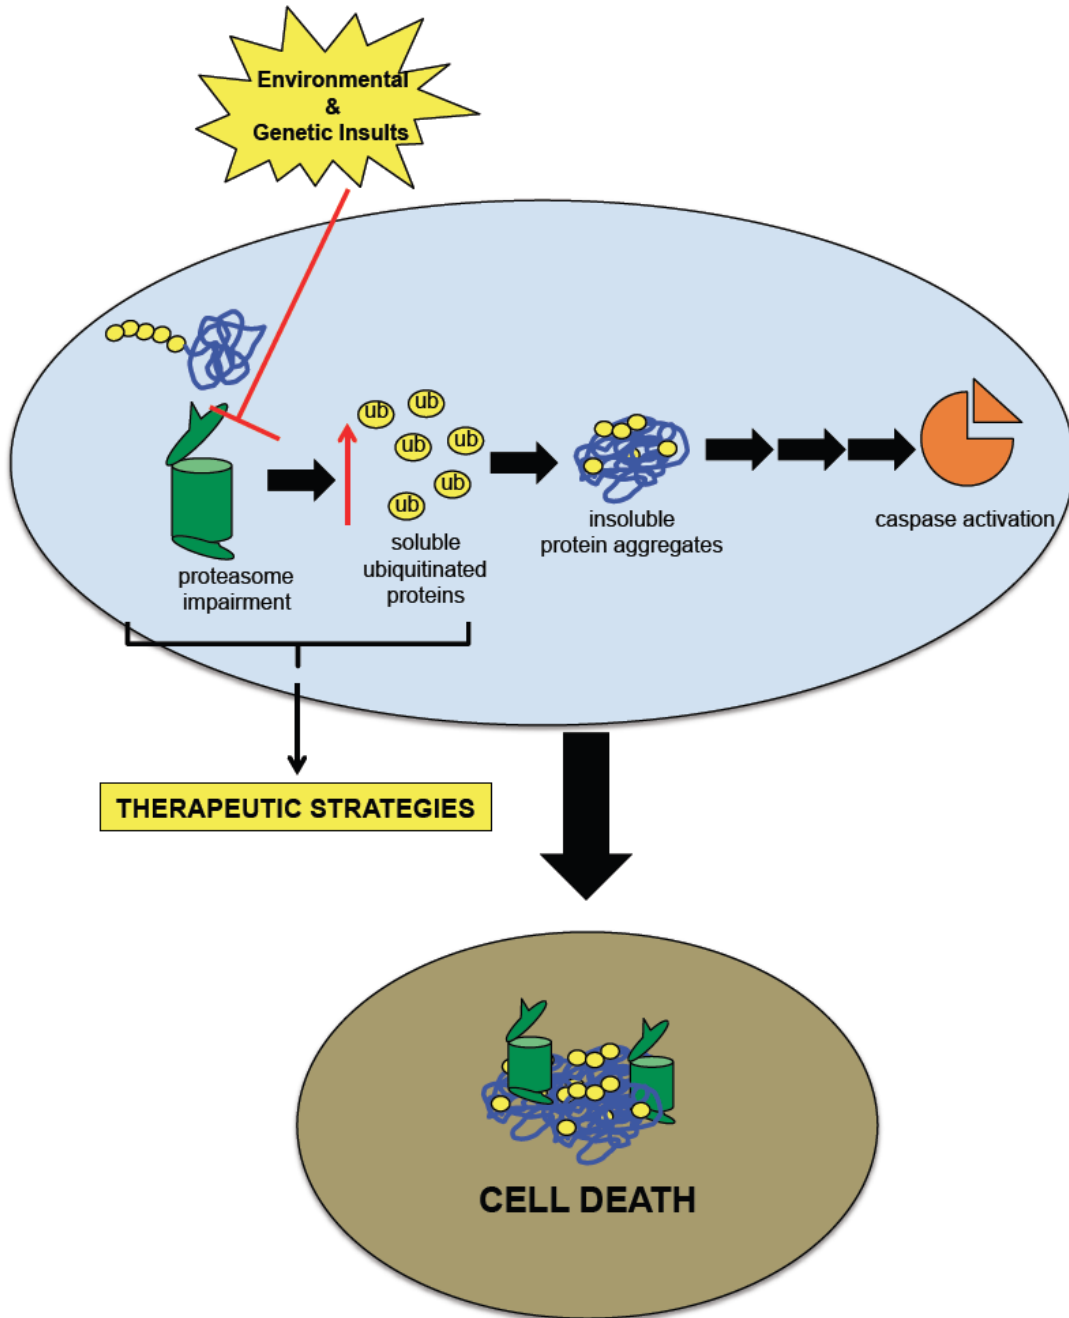 Environmental
&
Genetic Insults
ub
ub
ub
ub
ub
ub
proteasome
impairment
soluble
ubiquitinated
proteins
insoluble
protein aggregates
caspase activation
THERAPEUTIC STRATEGIES
CELL DEATH